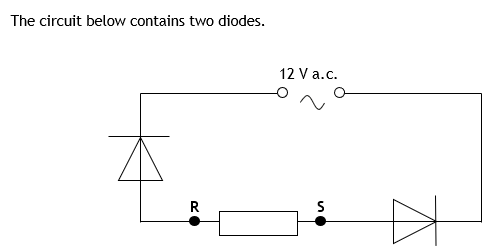 The circuit below contains two diodes.
12 V a.c.
R
S